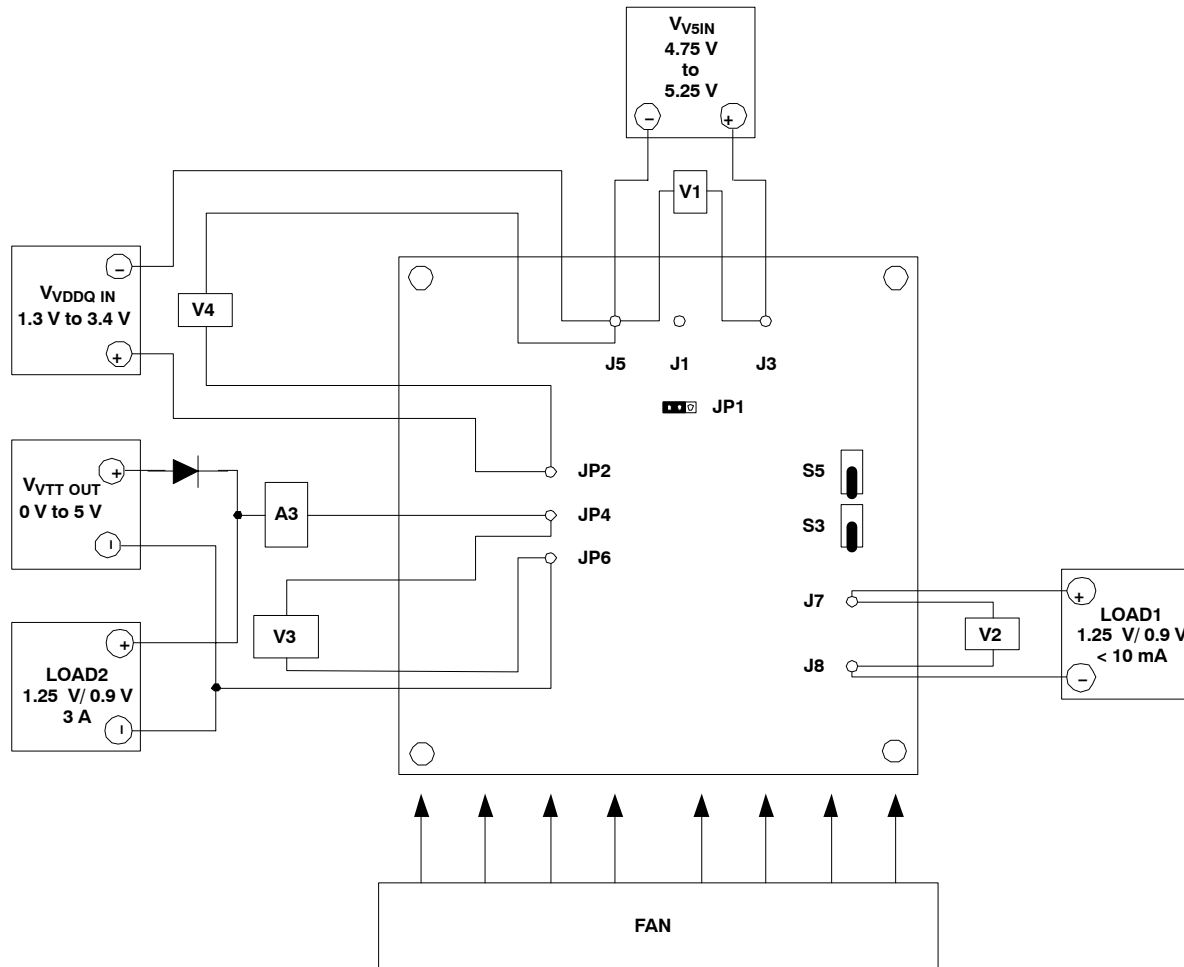 VV5IN
4.75 V
to
5.25 V
−
+
V1
−
VVDDQ IN
1.3 V to 3.4 V
+
V4
J5
J1
J3
JP1
+
VVTT OUT
0 V to 5 V
−
A3
JP2
JP4
JP6
S5
S3
V3
+
LOAD2
1.25 V/ 0.9 V
3 A
−
J7
J8
V2
+
LOAD1
1.25 V/ 0.9 V
< 10 mA
−
FAN